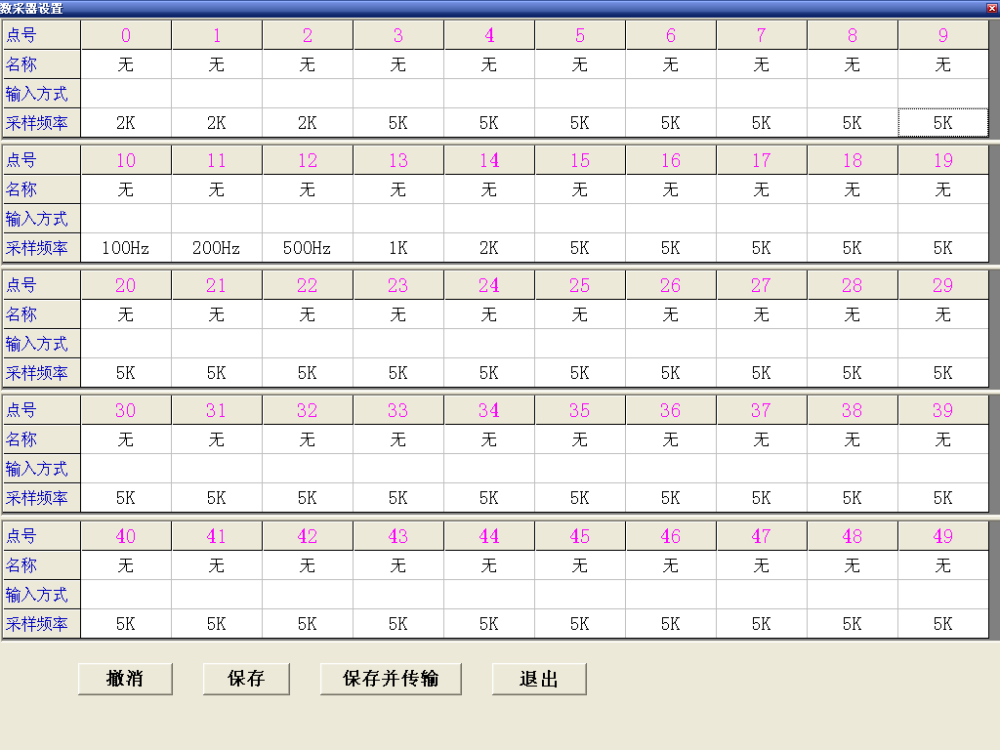 数采器设置
点号 0 1 2 3 4 5 6 7 8 9
名称 无 无 无 无 无 无 无 无 无 无
输入方式
采样频率 2K 2K 2K 5K 5K 5K 5K 5K 5K 5K
点号 10 11 12 13 14 15 16 17 18 19
名称 无 无 无 无 无 无 无 无 无 无
输入方式
采样频率 100Hz 200Hz 500Hz 1K 2K 5K 5K 5K 5K 5K
点号 20 21 22 23 24 25 26 27 28 29
名称 无 无 无 无 无 无 无 无 无 无
输入方式
采样频率 5K 5K 5K 5K 5K 5K 5K 5K 5K 5K
点号 30 31 32 33 34 35 36 37 38 39
名称 无 无 无 无 无 无 无 无 无 无
输入方式
采样频率 5K 5K 5K 5K 5K 5K 5K 5K 5K 5K
点号 40 41 42 43 44 45 46 47 48 49
名称 无 无 无 无 无 无 无 无 无 无
输入方式
采样频率 5K 5K 5K 5K 5K 5K 5K 5K 5K 5K
撤消 保存 保存并传输 退出